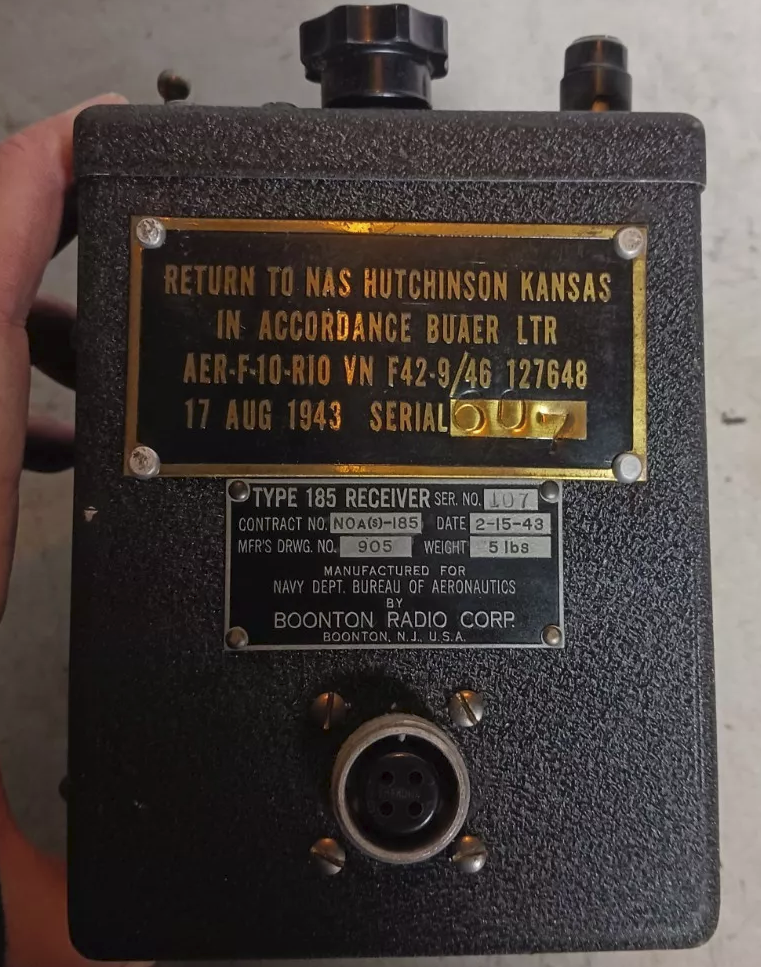 RETURN TO NAS HUTCHINSON KANSAS
IN ACCORDANCE BUAER LTR
AER-F-10-R10 VN F42-9/46 127648
17 AUG 1943 SERIAL 607
TYPE 185 RECEIVER SER. NO. 107
CONTRACT NO. NOA(S)-185 DATE 2-15-43
MFR'S DRWG. NO. 905 WEIGHT 5 lbs
MANUFACTURED FOR
NAVY DEPT. BUREAU OF AERONAUTICS
BY
BOONTON RADIO CORP.
BOONTON, N.J., U.S.A.